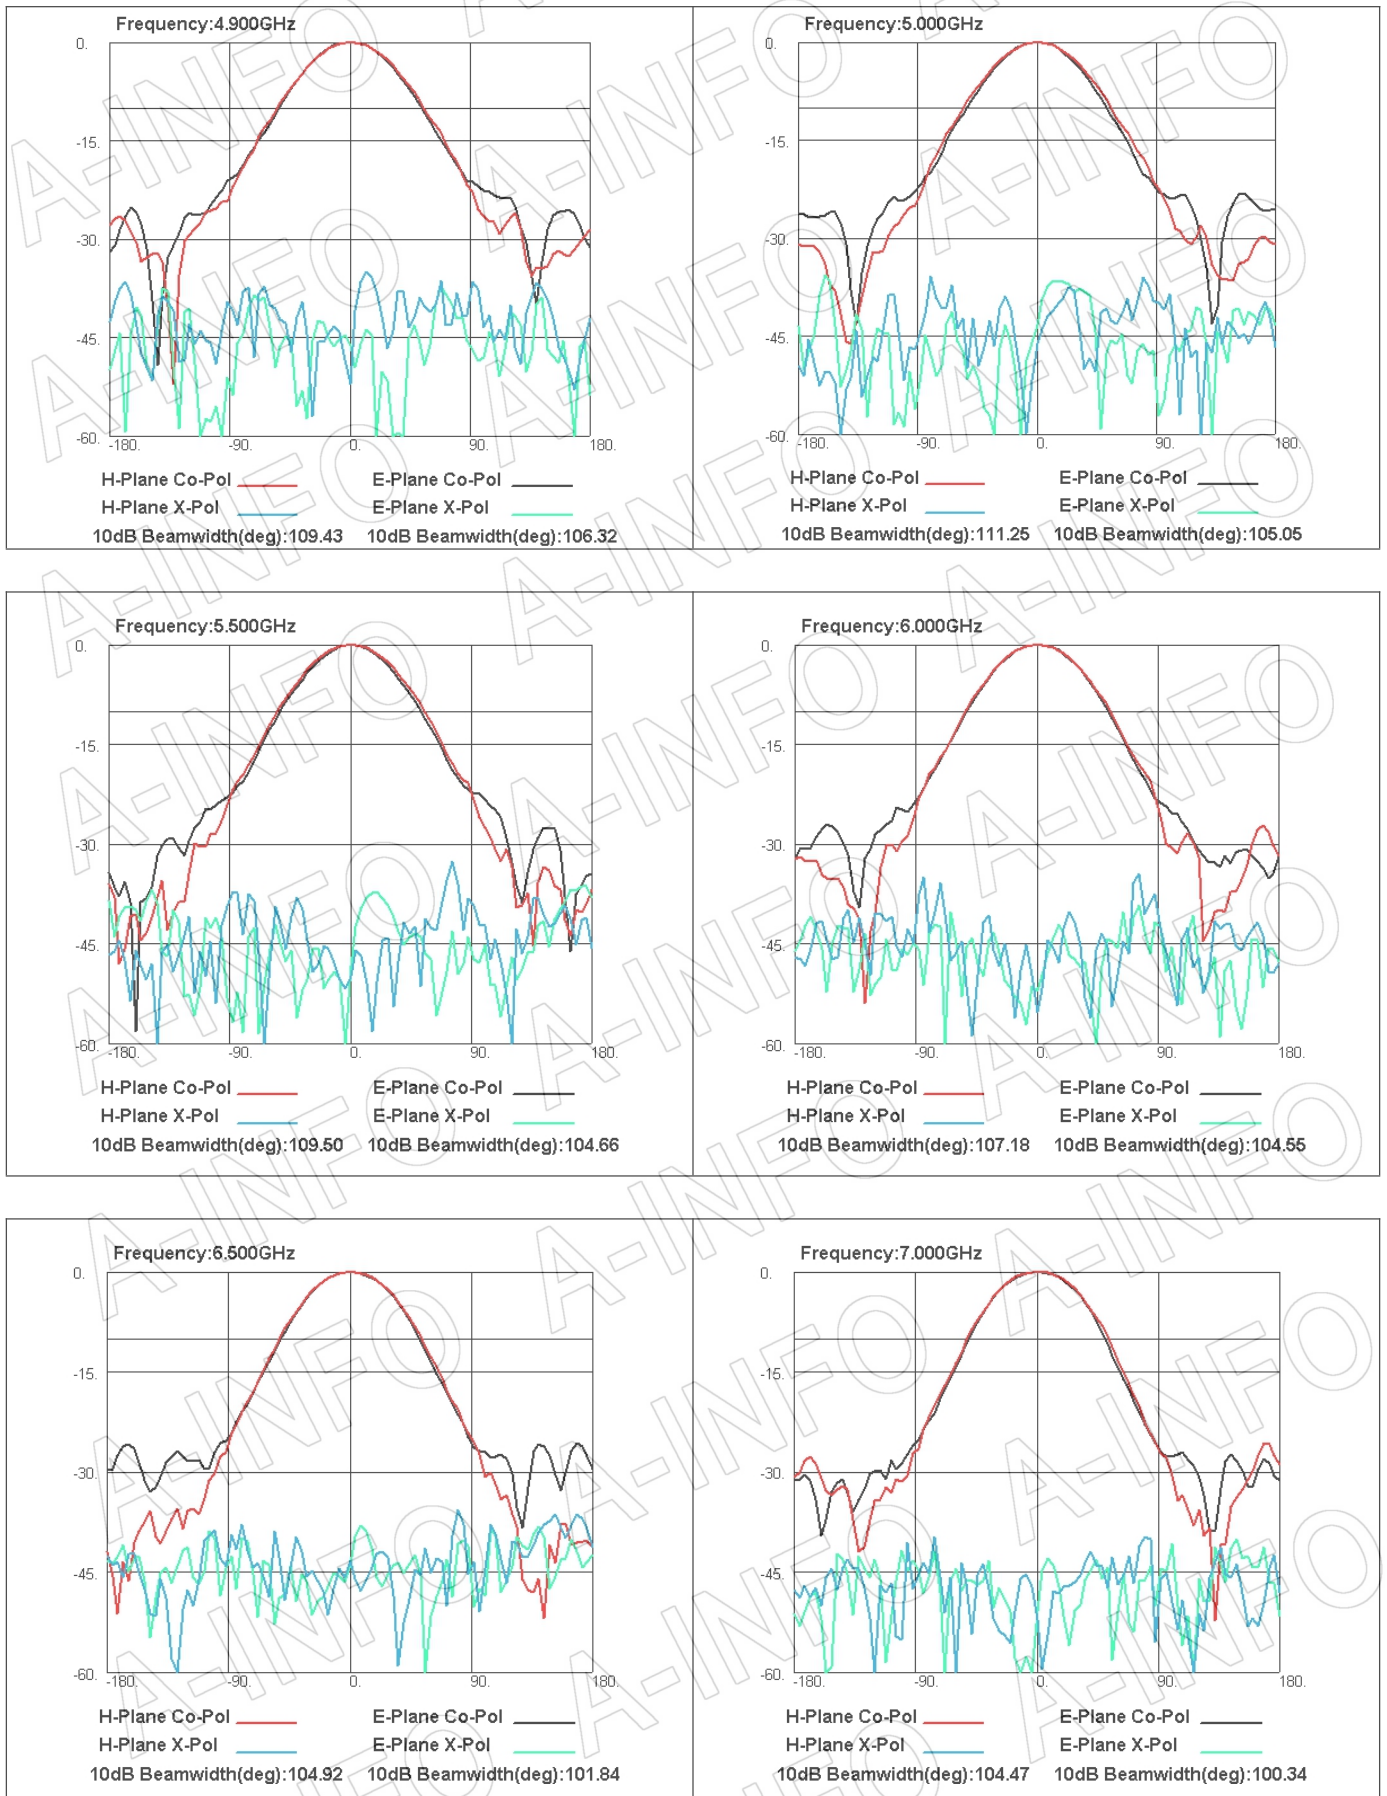 Frequency:4.900GHz
0.
-15.
-30.
-45.
-60.
-180. -90. 0. 90. 180.
H-Plane Co-Pol E-Plane Co-Pol
H-Plane X-Pol E-Plane X-Pol
10dB Beamwidth(deg):109.43 10dB Beamwidth(deg):106.32
Frequency:5.000GHz
0.
-15.
-30.
-45.
-60.
-180. -90. 0. 90. 180.
H-Plane Co-Pol E-Plane Co-Pol
H-Plane X-Pol E-Plane X-Pol
10dB Beamwidth(deg):111.25 10dB Beamwidth(deg):105.05
Frequency:5.500GHz
0.
-15.
-30.
-45.
-60.
-180. -90. 0. 90. 180.
H-Plane Co-Pol E-Plane Co-Pol
H-Plane X-Pol E-Plane X-Pol
10dB Beamwidth(deg):109.50 10dB Beamwidth(deg):104.66
Frequency:6.000GHz
0.
-15.
-30.
-45.
-60.
-180. -90. 0. 90. 180.
H-Plane Co-Pol E-Plane Co-Pol
H-Plane X-Pol E-Plane X-Pol
10dB Beamwidth(deg):107.18 10dB Beamwidth(deg):104.55
Frequency:6.500GHz
0.
-15.
-30.
-45.
-60.
-180. -90. 0. 90. 180.
H-Plane Co-Pol E-Plane Co-Pol
H-Plane X-Pol E-Plane X-Pol
10dB Beamwidth(deg):104.92 10dB Beamwidth(deg):101.84
Frequency:7.000GHz
0.
-15.
-30.
-45.
-60.
-180. -90. 0. 90. 180.
H-Plane Co-Pol E-Plane Co-Pol
H-Plane X-Pol E-Plane X-Pol
10dB Beamwidth(deg):104.47 10dB Beamwidth(deg):100.34
A-INFO